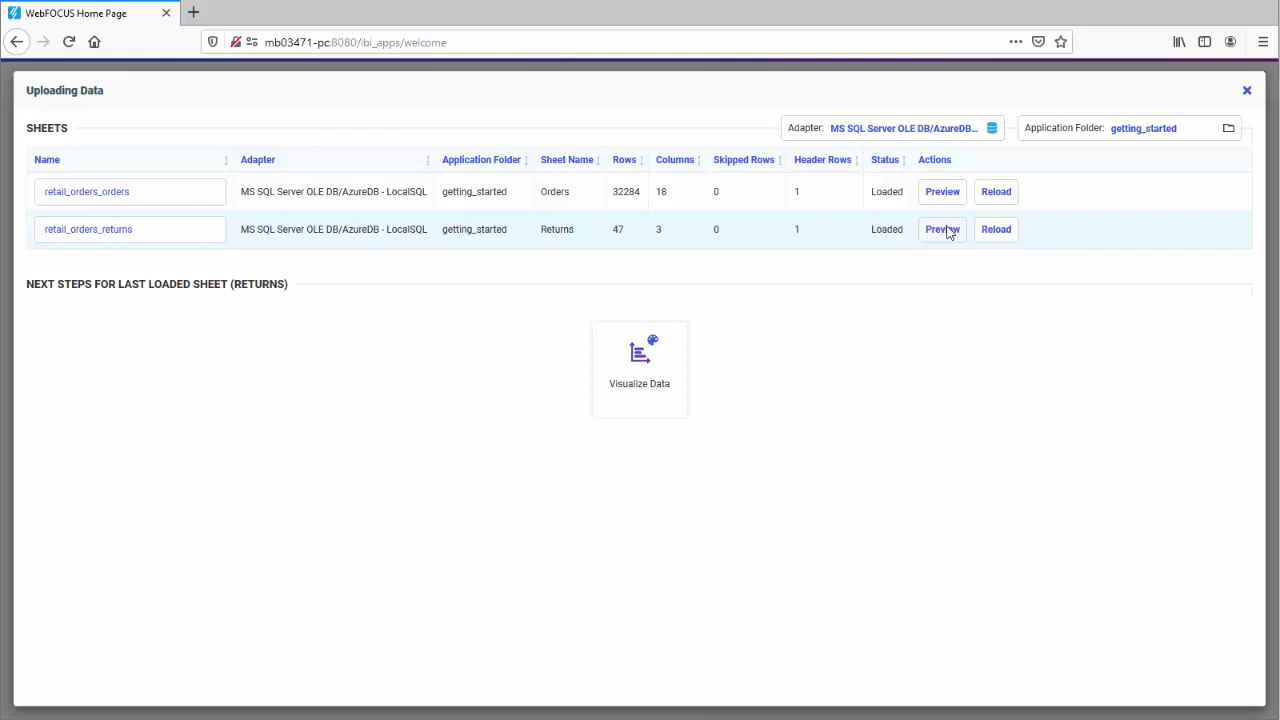 WebFOCUS Home Page
mb03471-pc:8080/ibi_apps/welcome
Uploading Data
SHEETS
Adapter: MS SQL Server OLE DB/AzureDB... Application Folder: getting_started
Name Adapter Application Folder Sheet Name Rows Columns Skipped Rows Header Rows Status Actions
retail_orders_orders MS SQL Server OLE DB/AzureDB - LocalSQL getting_started Orders 32284 18 0 1 Loaded Preview Reload
retail_orders_returns MS SQL Server OLE DB/AzureDB - LocalSQL getting_started Returns 47 3 0 1 Loaded Preview Reload
NEXT STEPS FOR LAST LOADED SHEET (RETURNS)
Visualize Data